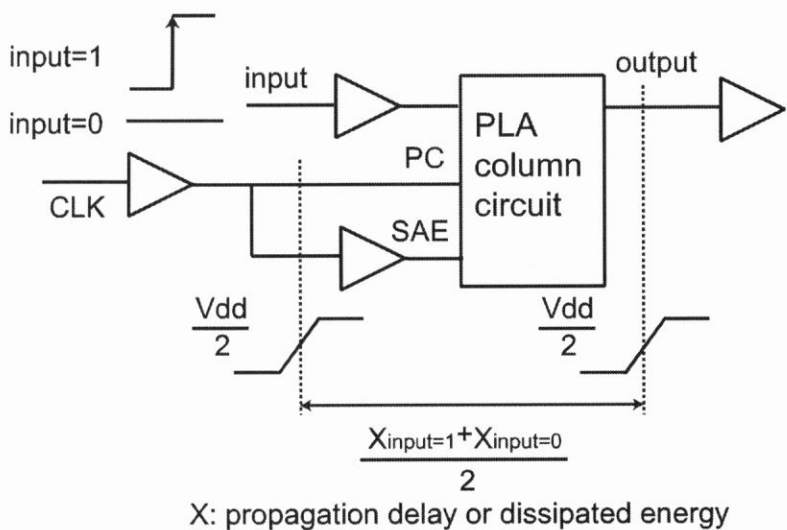 input=1
input=0
input
output
CLK
PC
SAE
PLA
column
circuit
Vdd
2
Vdd
2
Xinput=1+Xinput=0
2
X: propagation delay or dissipated energy